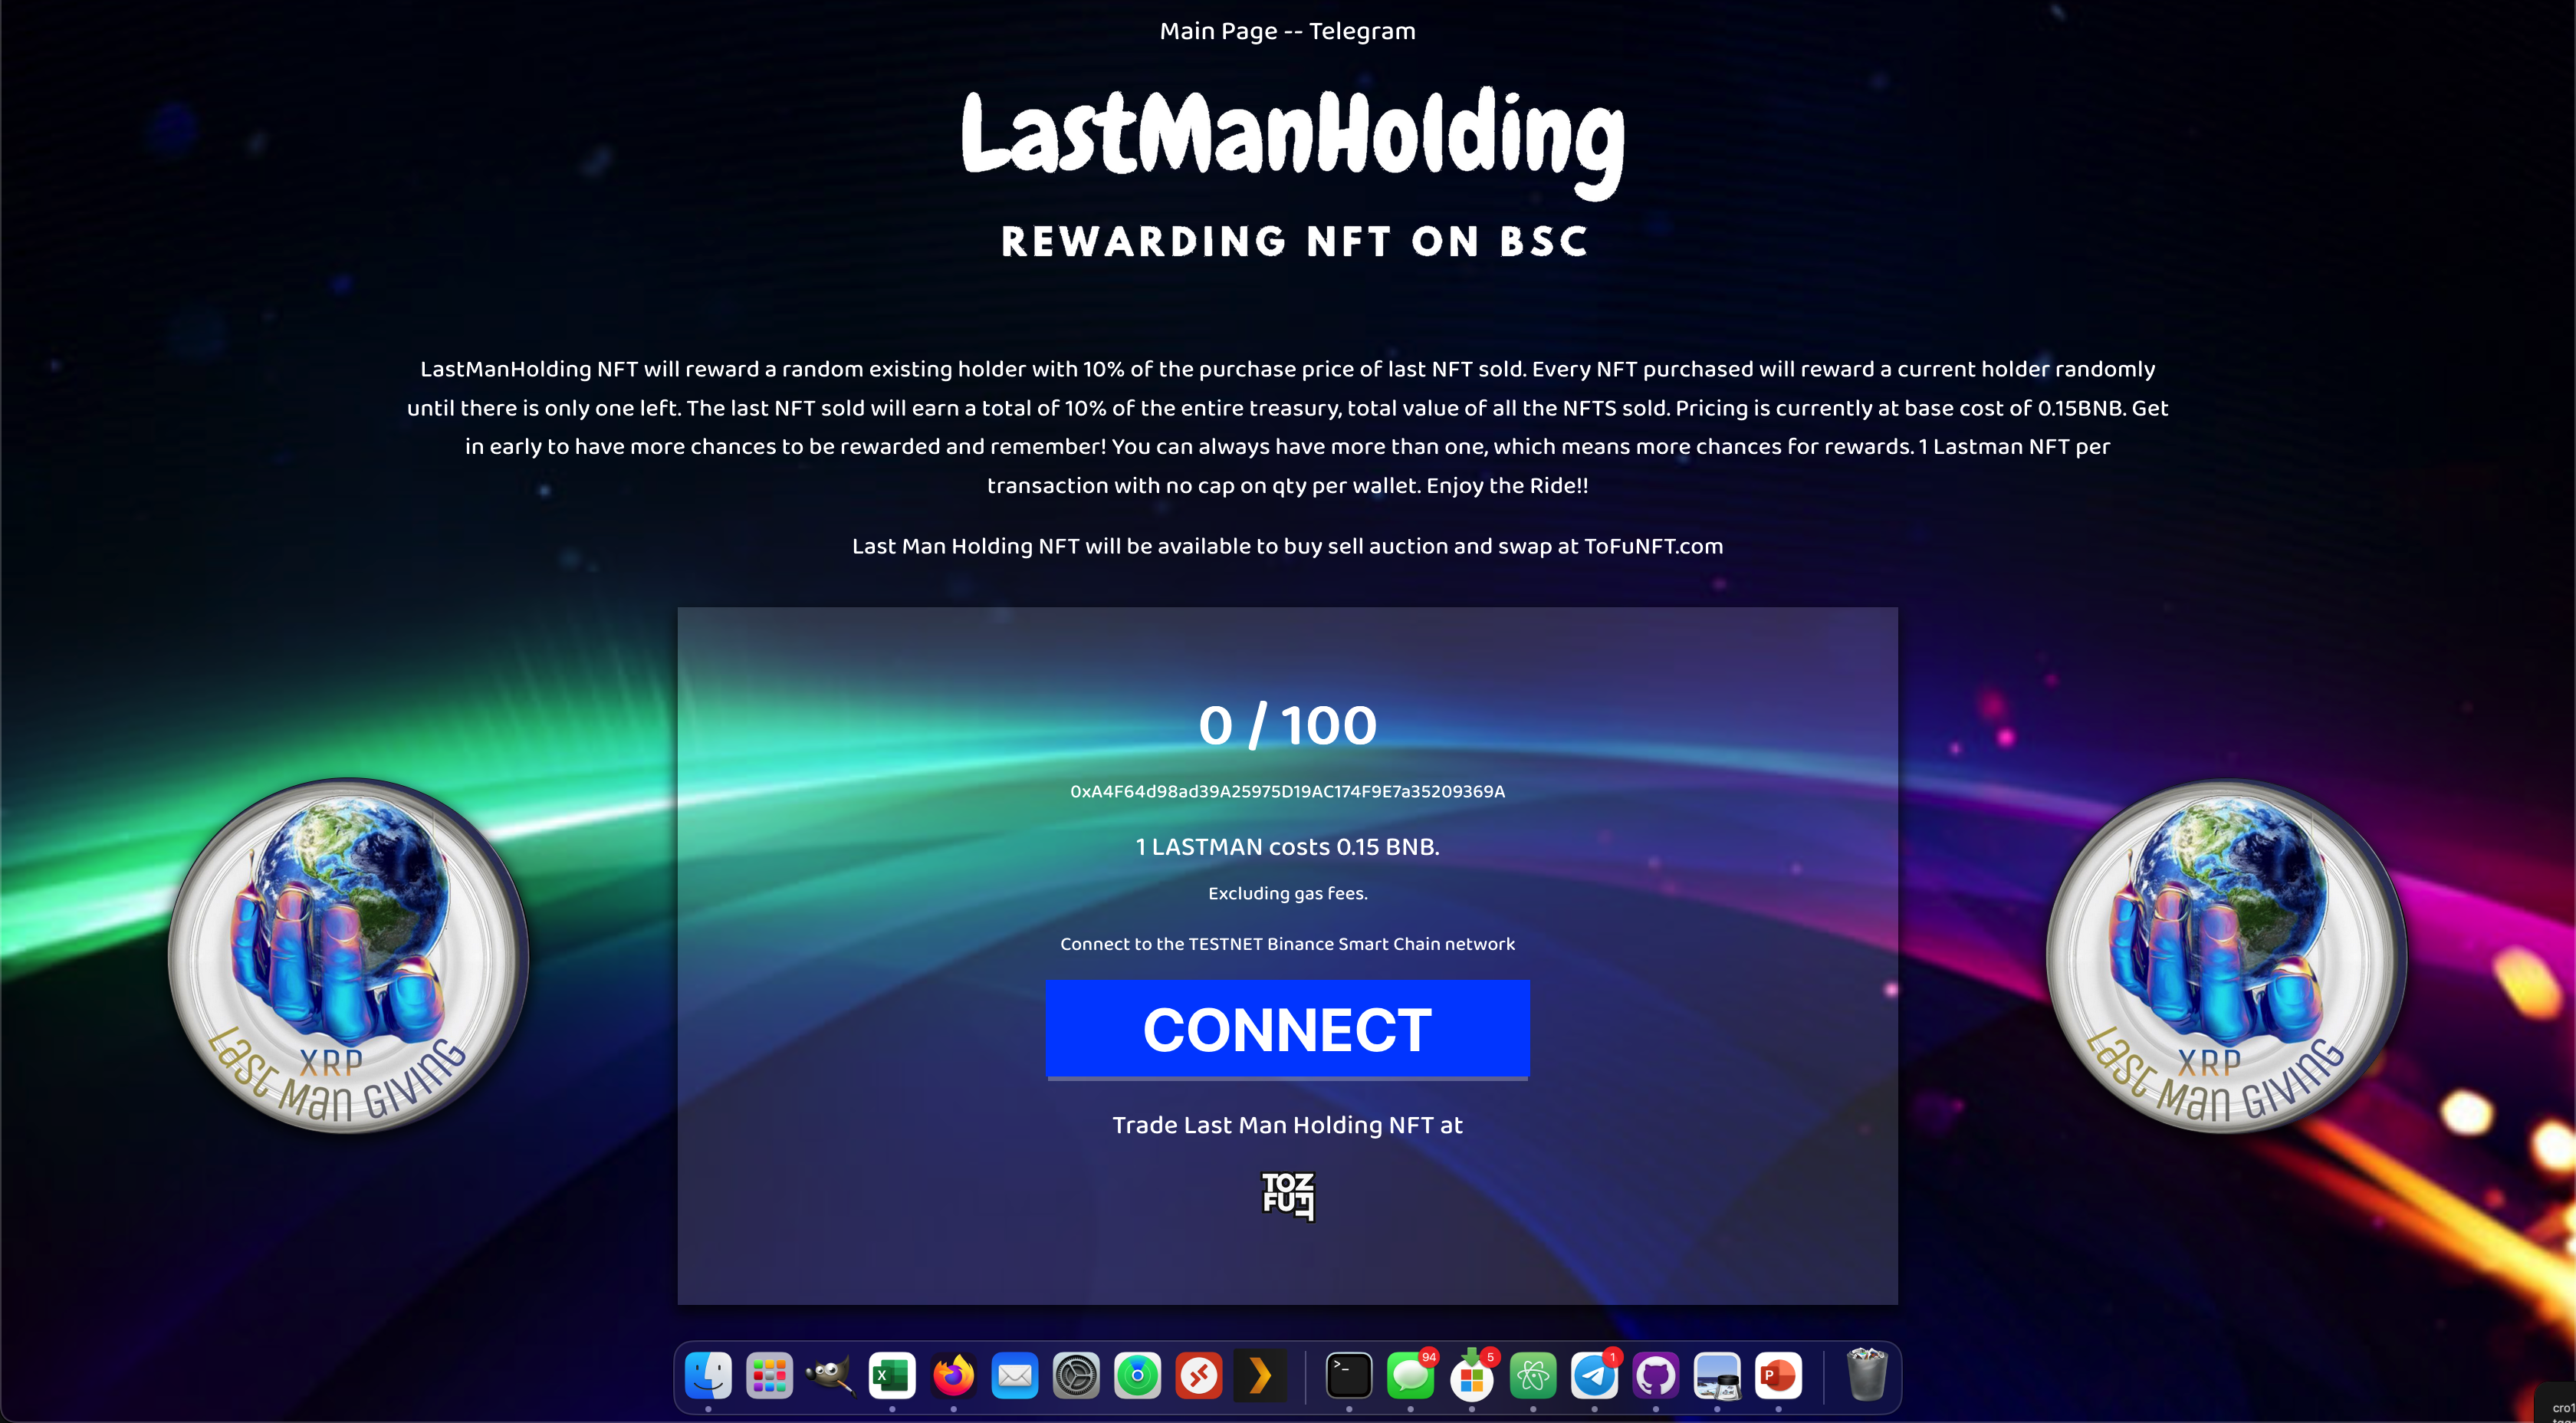 Main Page -- Telegram
LastManHolding
REWARDING NFT ON BSC
LastManHolding NFT will reward a random existing holder with 10% of the purchase price of last NFT sold. Every NFT purchased will reward a current holder randomly
until there is only one left. The last NFT sold will earn a total of 10% of the entire treasury, total value of all the NFTS sold. Pricing is currently at base cost of 0.15BNB. Get
in early to have more chances to be rewarded and remember! You can always have more than one, which means more chances for rewards. 1 Lastman NFT per
transaction with no cap on qty per wallet. Enjoy the Ride!!
Last Man Holding NFT will be available to buy sell auction and swap at ToFuNFT.com
0 / 100
0xA4F64d98ad39A25975D19AC174F9E7a35209369A
1 LASTMAN costs 0.15 BNB.
Excluding gas fees.
Connect to the TESTNET Binance Smart Chain network
CONNECT
Trade Last Man Holding NFT at
TOZ
FU
XRP
Last Man GIVING
XRP
Last Man GIVING
X
>_
94
5
1
P